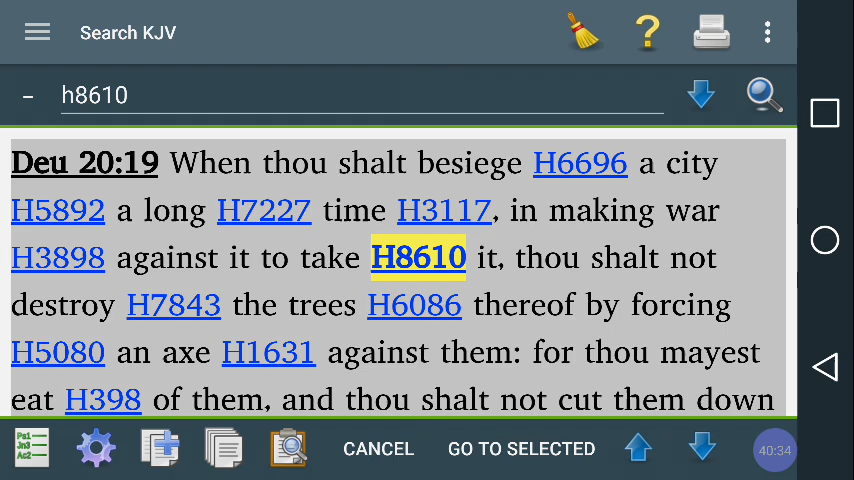 Search KJV
– h8610
Deu 20:19 When thou shalt besiege H6696 a city
H5892 a long H7227 time H3117, in making war
H3898 against it to take H8610 it, thou shalt not
destroy H7843 the trees H6086 thereof by forcing
H5080 an axe H1631 against them: for thou mayest
eat H398 of them, and thou shalt not cut them down
Ps1
Jn3
Ac2
CANCEL GO TO SELECTED
40:34